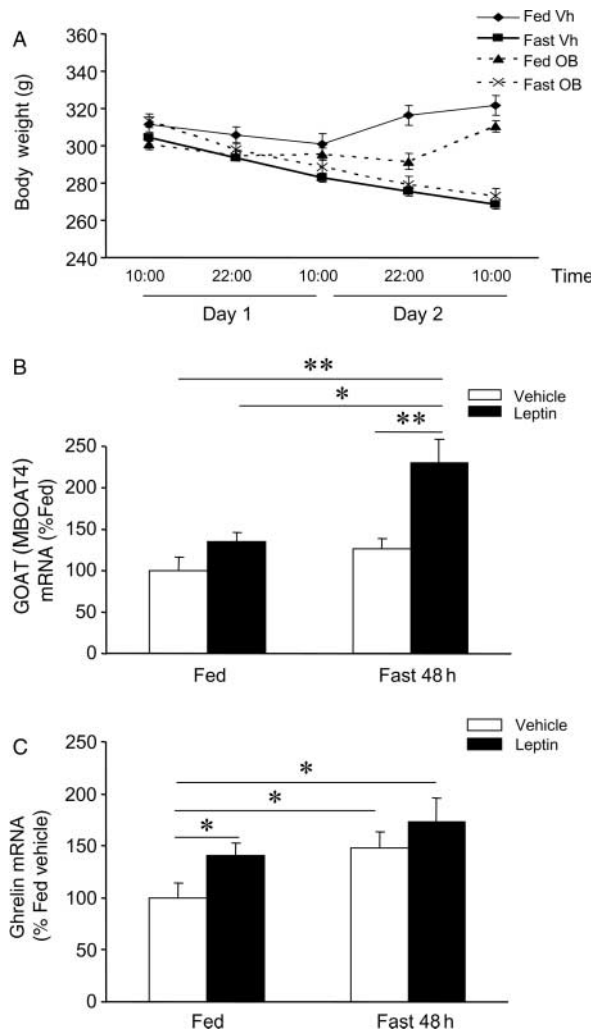 A
Fed Vh
Fast Vh
Fed OB
Fast OB
Body weight (g)
360
340
320
300
280
260
240
10:00 22:00 10:00 22:00 10:00 Time
Day 1 Day 2
B
Vehicle
Leptin
**
*
**
GOAT (MBOAT4)
mRNA (%Fed)
250
200
150
100
50
0
Fed Fast 48 h
C
Vehicle
Leptin
*
*
*
Ghrelin mRNA
(% Fed vehicle)
250
200
150
100
50
0
Fed Fast 48 h